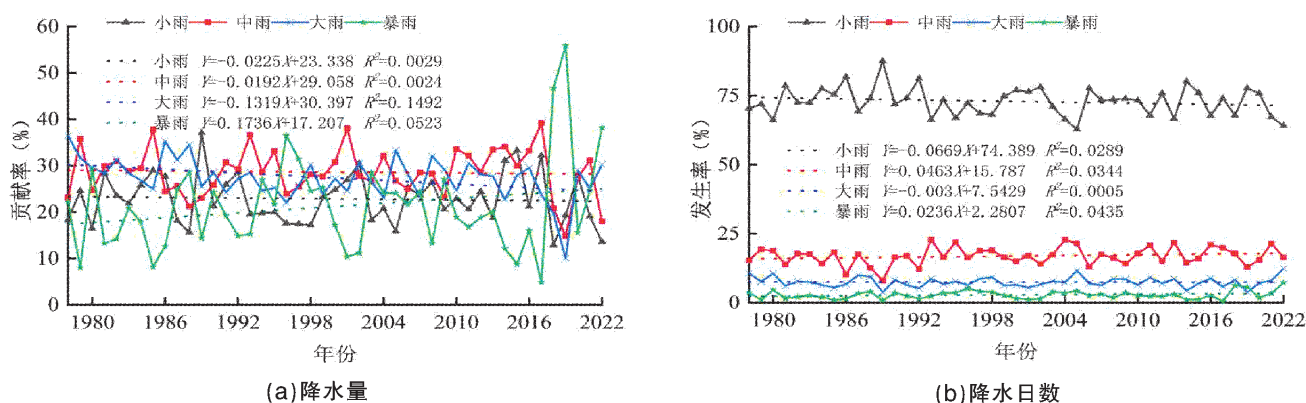 小雨 中雨 大雨 暴雨
小雨 Y=-0.0225X+23.338 R²=0.0029
中雨 Y=-0.0192X+29.058 R²=0.0024
大雨 Y=-0.1319X+30.397 R²=0.1492
暴雨 Y=0.1736X+17.207 R²=0.0523
贡献率 (%)
60
50
40
30
20
10
0
1980 1986 1992 1998 2004 2010 2016 2022
年份
(a)降水量
小雨 中雨 大雨 暴雨
小雨 Y=-0.0669X+74.389 R²=0.0289
中雨 Y=0.0463X+15.787 R²=0.0344
大雨 Y=-0.003X+7.5429 R²=0.0005
暴雨 Y=0.0236X+2.2807 R²=0.0435
发生率 (%)
100
75
50
25
0
1980 1986 1992 1998 2004 2010 2016 2022
年份
(b)降水日数